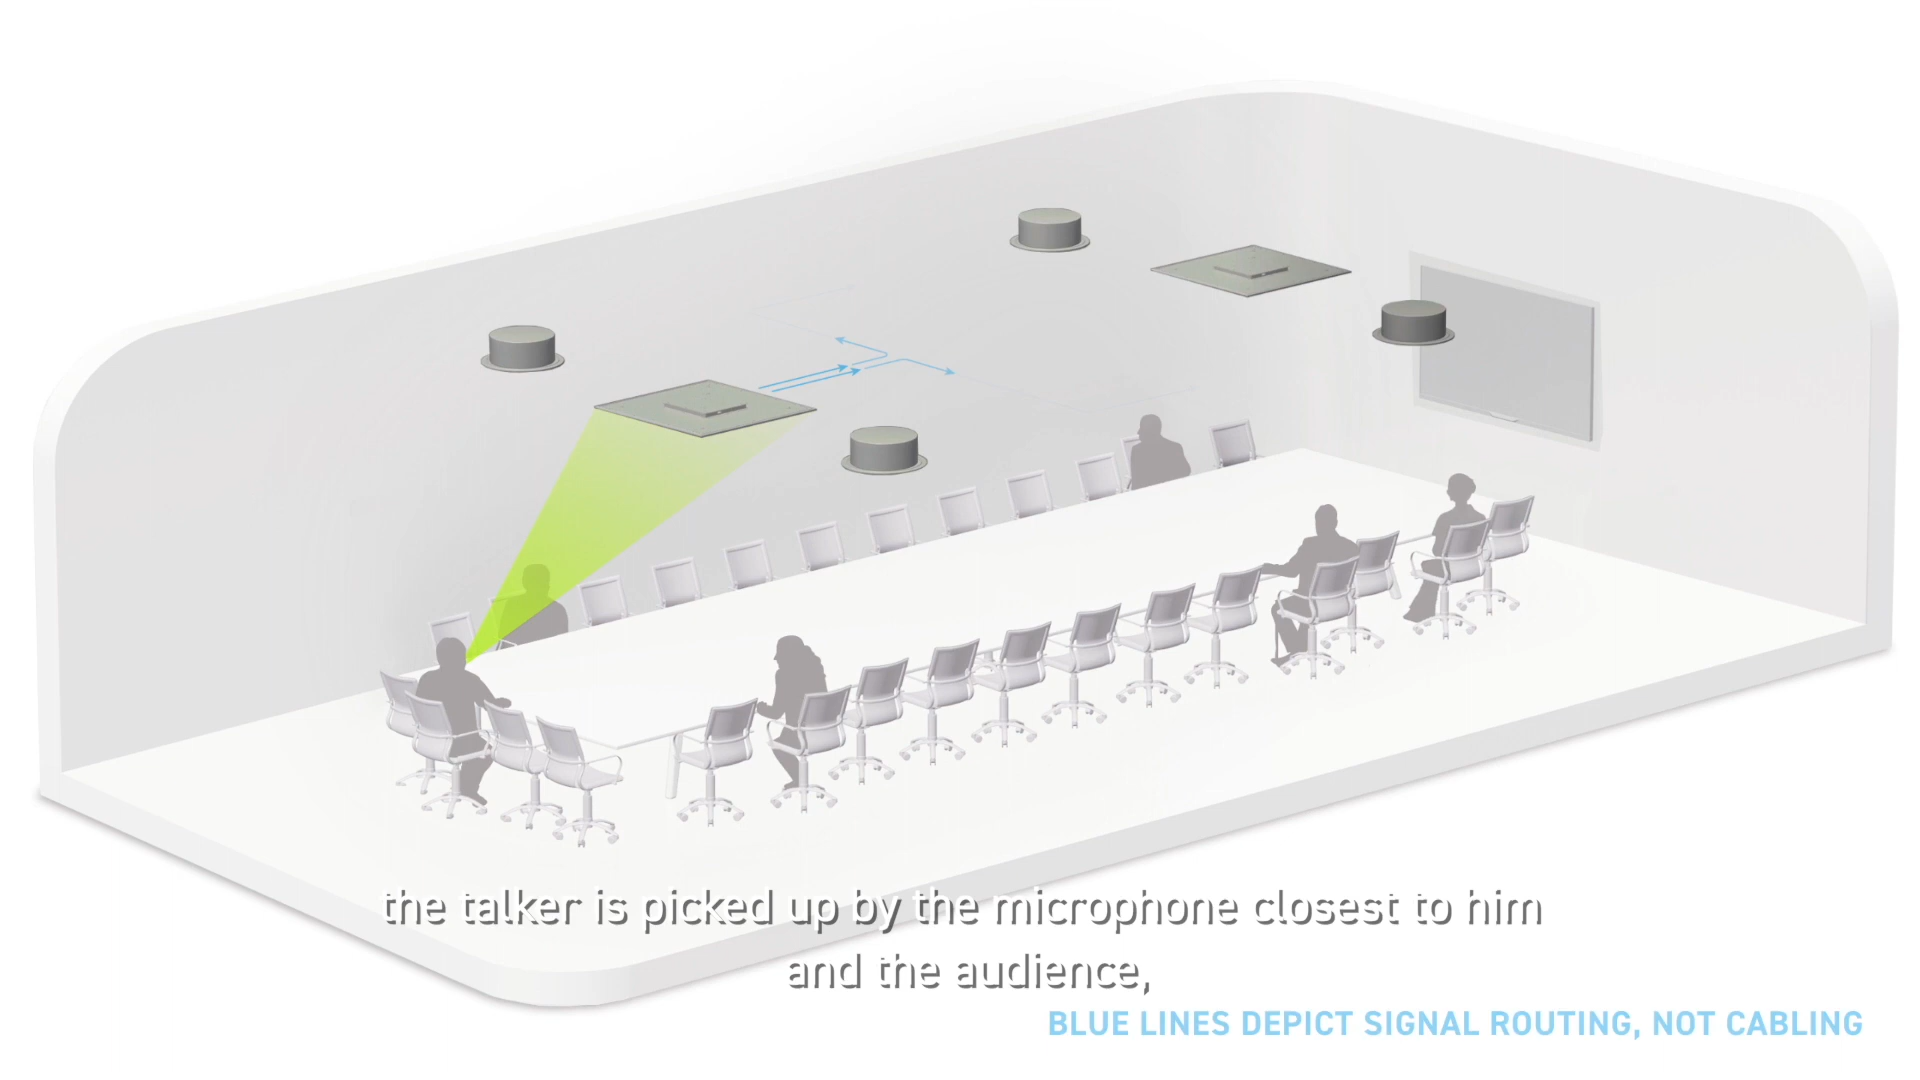 the talker is picked up by the microphone closest to him
and the audience,
BLUE LINES DEPICT SIGNAL ROUTING, NOT CABLING